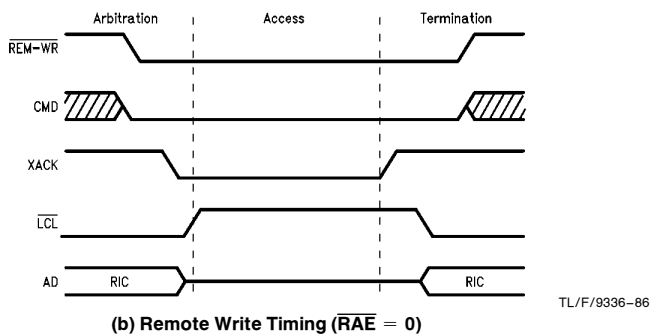 Arbitration Access Termination
REM-WR
CMD
XACK
LCL
AD RIC RIC
TL/F/9336–86
(b) Remote Write Timing (RAE = 0)